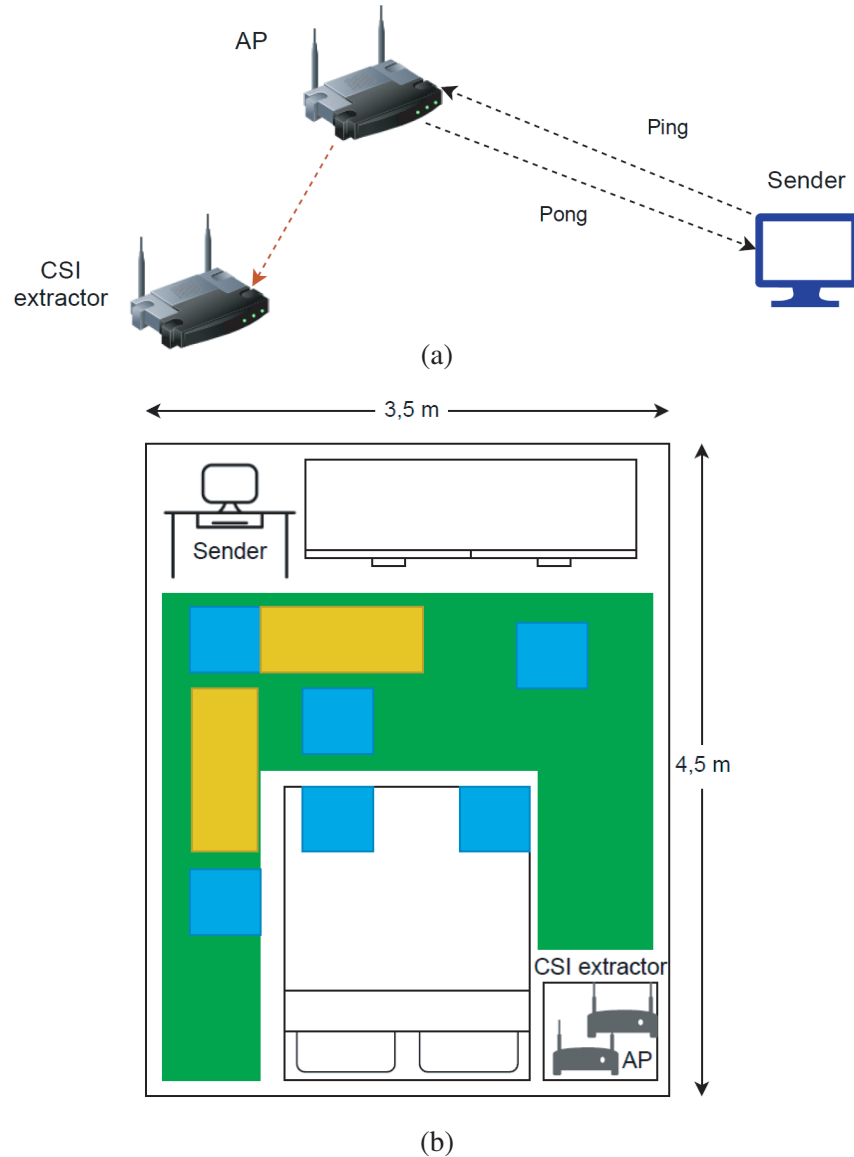 AP
Ping
Sender
Pong
CSI
extractor
(a)
3,5 m
Sender
4,5 m
CSI extractor
AP
(b)